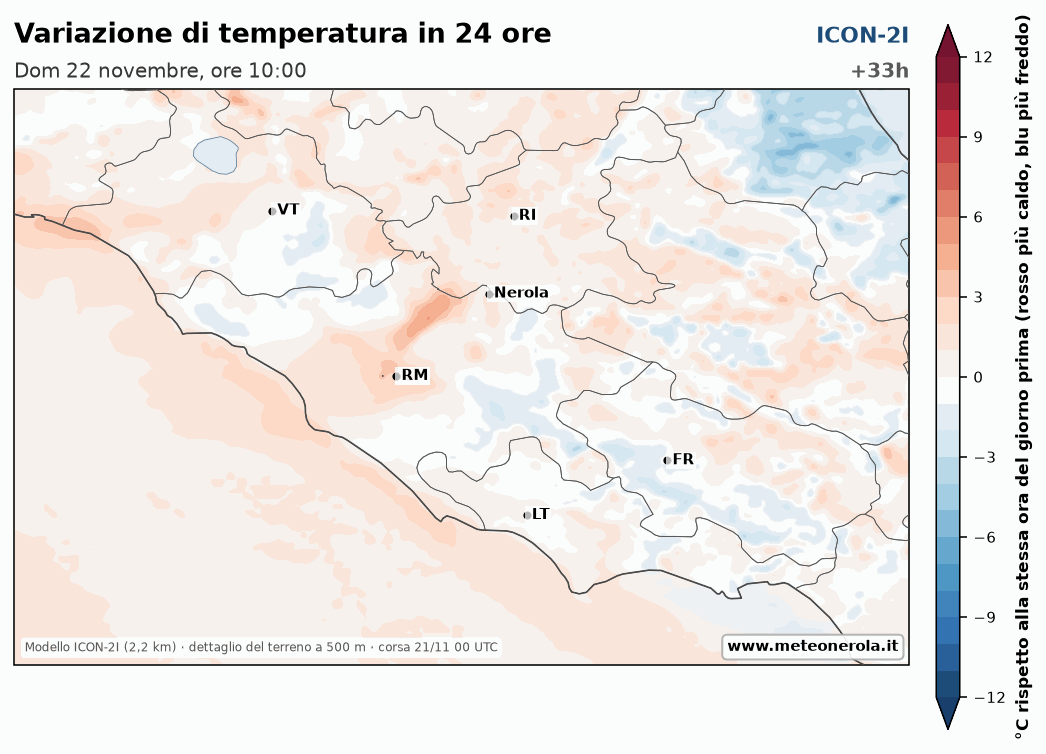 Variazione di temperatura in 24 ore
ICON-2I
Dom 22 novembre, ore 10:00
+33h
VT
RI
Nerola
RM
FR
LT
Modello ICON-2I (2,2 km) · dettaglio del terreno a 500 m · corsa 21/11 00 UTC
www.meteonerola.it
12
9
6
3
0
−3
−6
−9
−12
°C rispetto alla stessa ora del giorno prima (rosso più caldo, blu più freddo)